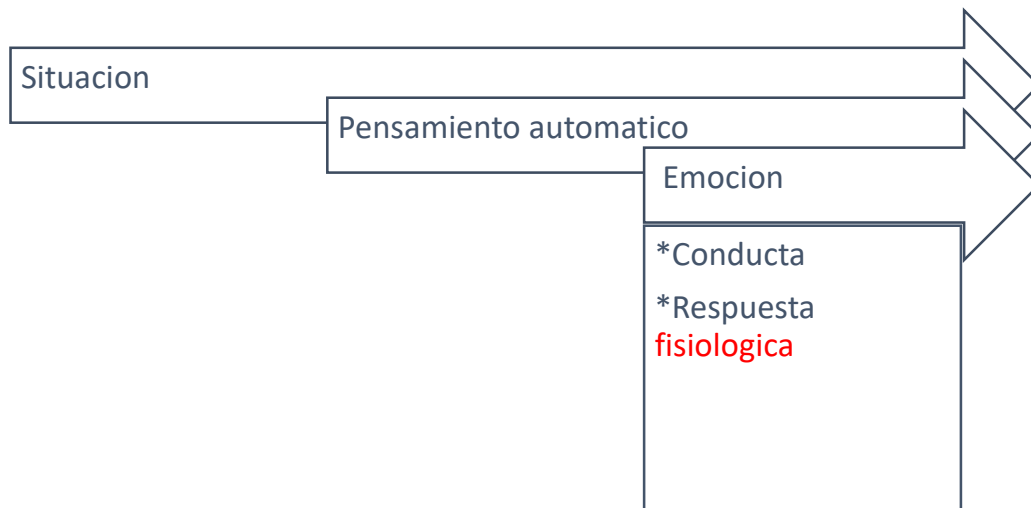 Situacion
Pensamiento automatico
Emocion
*Conducta
*Respuesta
fisiologica